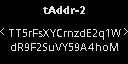 tAddr-2
< TT5rFsXYCrnzdE2q1W >
dR9F2SuVY59A4hoM